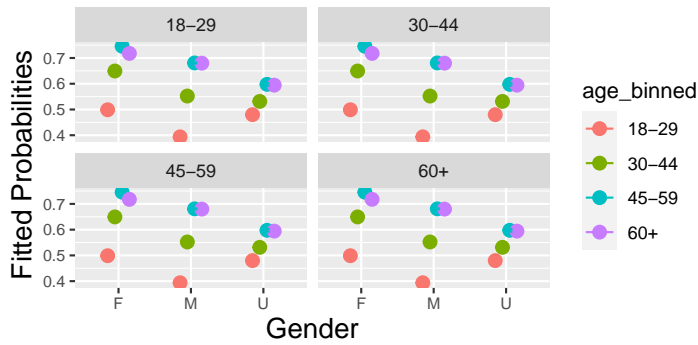 18–29
30–44
0.7
0.6
0.5
0.4
45–59
60+
0.7
0.6
0.5
0.4
F
M
U
F
M
U
Gender
Fitted Probabilities
age_binned
18–29
30–44
45–59
60+